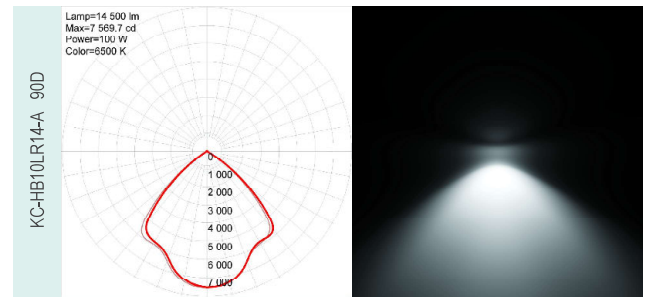 KC-HB10LR14-A 90D
Lamp=14 500 lm
Max=7 569.7 cd
Power=100 W
Color=6500 K
0
1 000
2 000
3 000
4 000
5 000
6 000
7 000